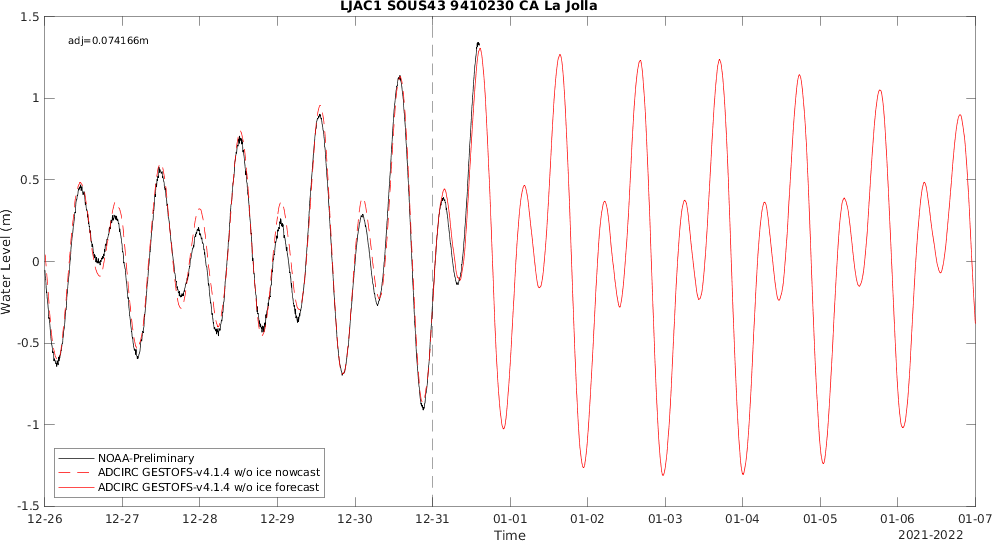 LJAC1 SOUS43 9410230 CA La Jolla
adj=0.074166m
1.5
1
0.5
0
-0.5
-1
-1.5
Water Level (m)
NOAA-Preliminary
ADCIRC GESTOFS-v4.1.4 w/o ice nowcast
ADCIRC GESTOFS-v4.1.4 w/o ice forecast
12-26 12-27 12-28 12-29 12-30 12-31 01-01 01-02 01-03 01-04 01-05 01-06 01-07
Time
2021-2022